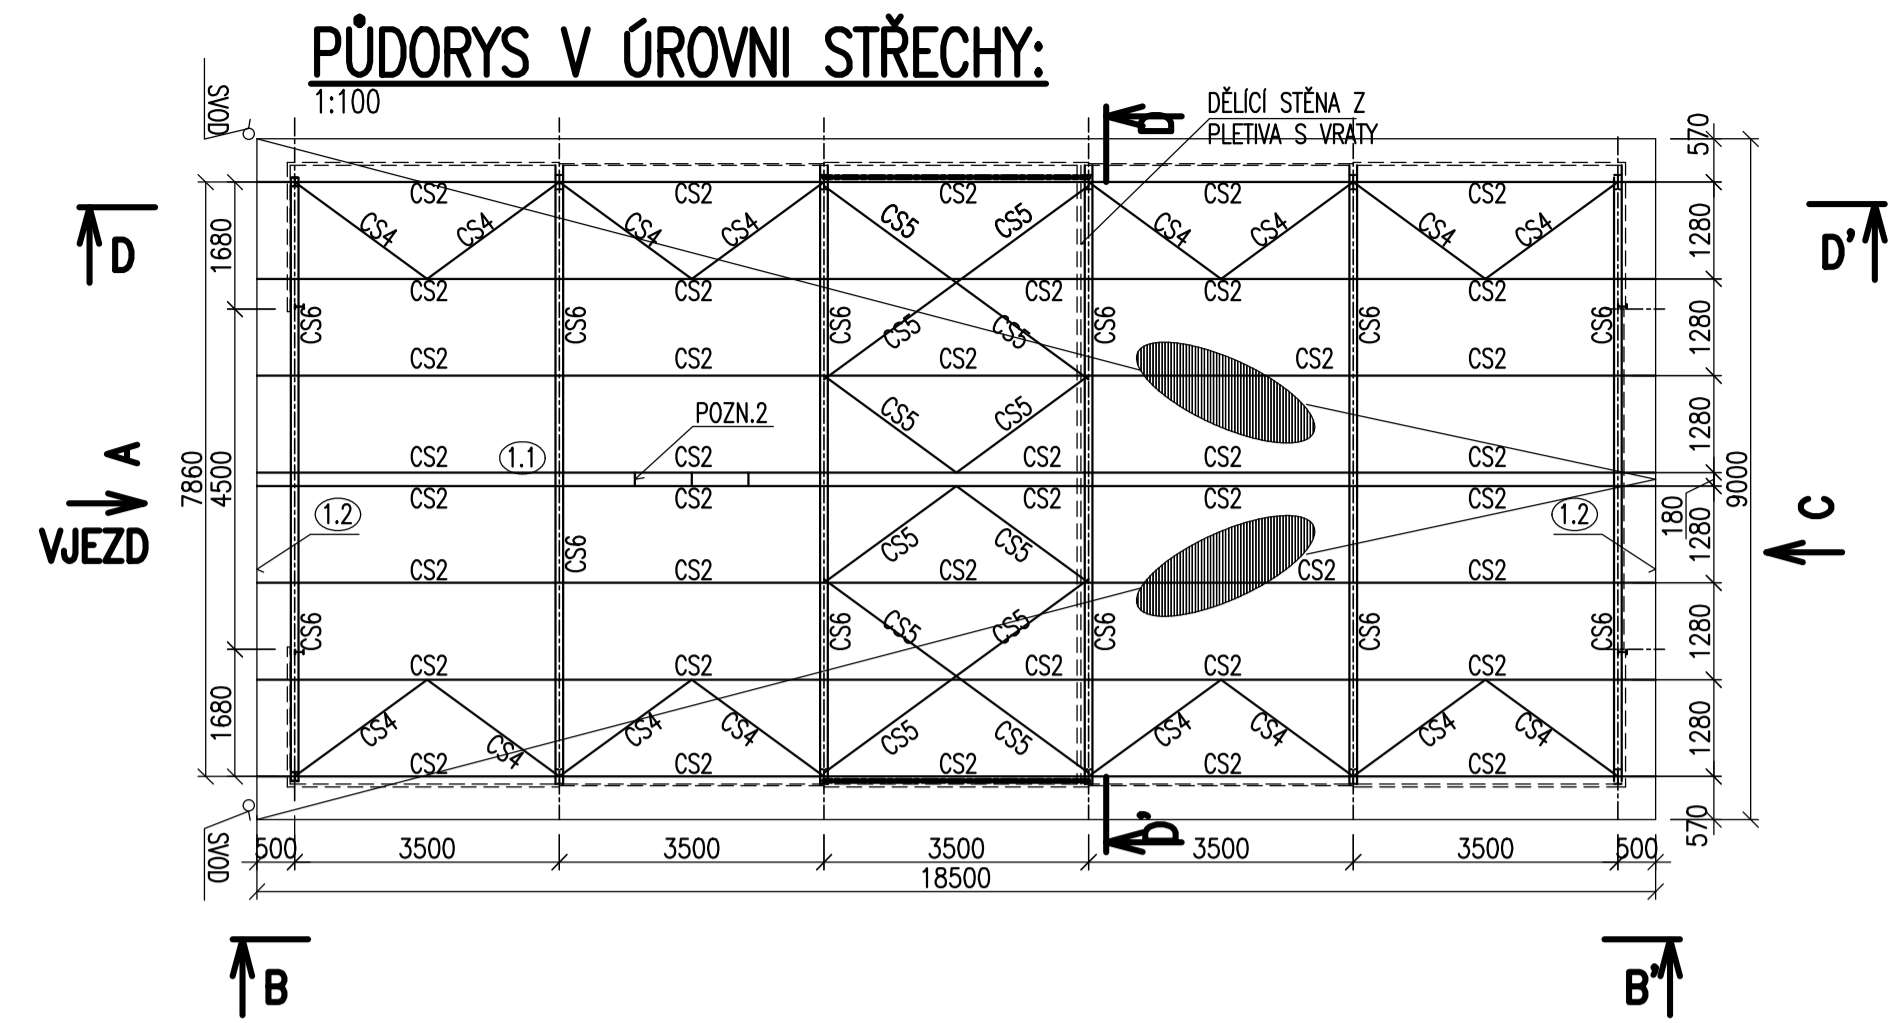 PŮDORYS V ÚROVNI STŘECHY:
1:100
SVOD
DĚLÍCÍ STĚNA Z
PLETIVA S VRATY
D
570
CS2 CS2 CS2 CS2 CS2
CS4 CS4 CS4 CS4 CS5 CS5 CS4 CS4 CS4 CS4
1680
1280
D
D'
CS2 CS2 CS2 CS2 CS2
CS6 CS6 CS6 CS6 CS6 CS6
CS5 CS5
1280
CS2 CS2 CS2 CS2 CS2
POZN.2
CS5 CS5
1280
A
VJEZD
7860
4500
CS2 1.1 CS2 CS2 CS2 CS2
9000
180
C
CS2 CS2 CS2 CS2 CS2
1.2
1.2
CS5 CS5
1280
CS6
CS2 CS2 CS2 CS2 CS2
CS6 CS6 CS6 CS6 CS6
CS5 CS5
1280
CS2 CS2 CS2 CS2 CS2
1680
CS4 CS4 CS4 CS4 CS5 CS5 CS4 CS4 CS4 CS4
1280
CS2 CS2 CS2 CS2 CS2
SVOD
D'
570
500 3500 3500 3500 3500 3500 500
18500
B
B'